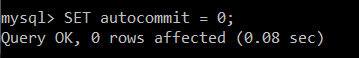 mysql> SET autocommit = 0;
Query OK, 0 rows affected (0.08 sec)